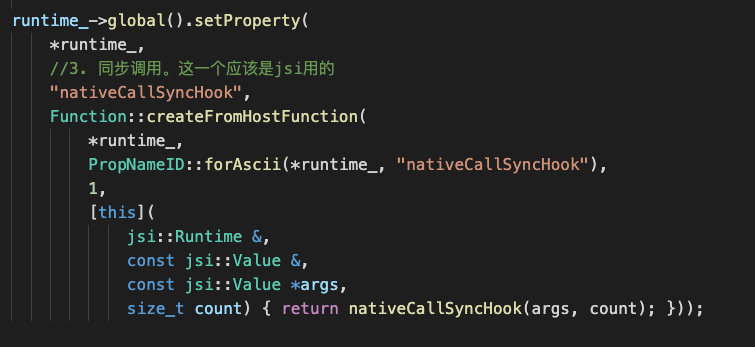 runtime_->global().setProperty(
*runtime_,
//3. 同步调用。这一个应该是jsi用的
"nativeCallSyncHook",
Function::createFromHostFunction(
*runtime_,
PropNameID::forAscii(*runtime_, "nativeCallSyncHook"),
1,
[this](
jsi::Runtime &,
const jsi::Value &,
const jsi::Value *args,
size_t count) { return nativeCallSyncHook(args, count); }));